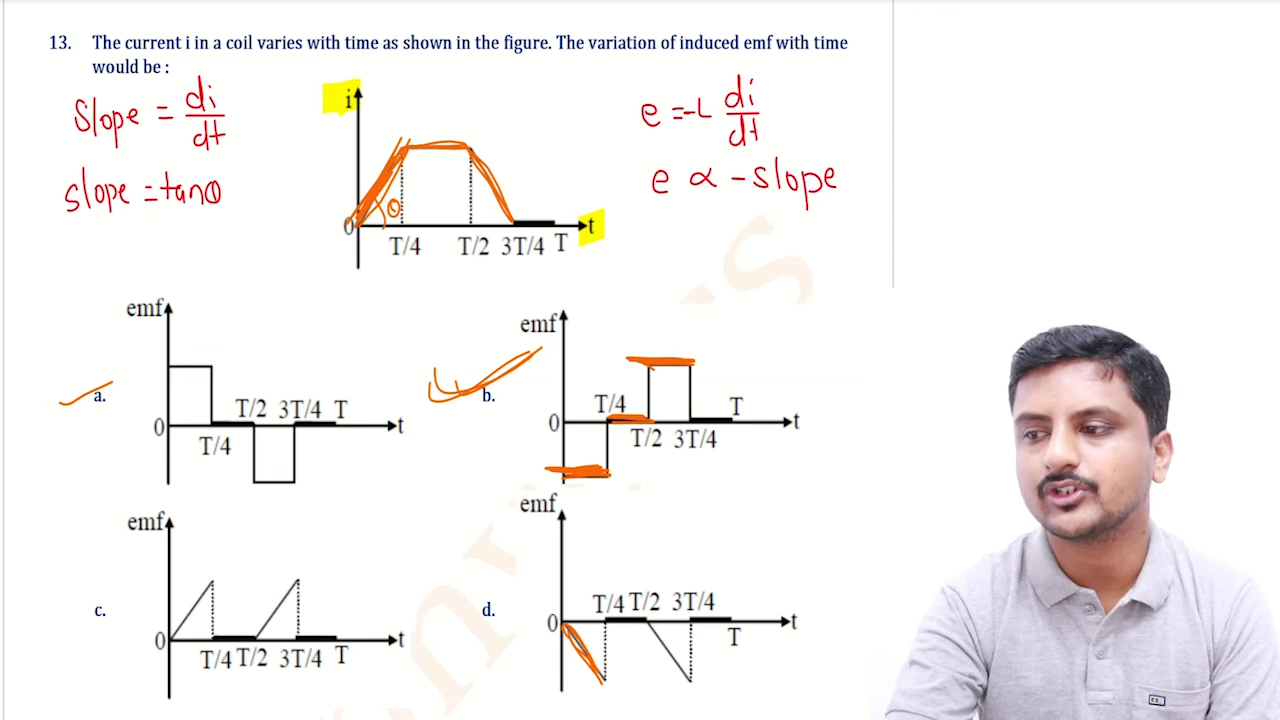 13. The current i in a coil varies with time as shown in the figure. The variation of induced emf with time
would be :
Slope = di/dt
slope = tanθ
i
θ
0
T/4 T/2 3T/4 T
t
e = -L di/dt
e ∝ - slope
a.
emf
0
T/4
T/2 3T/4 T
t
b.
emf
0
T/4
T/2 3T/4
T
t
c.
emf
0
T/4 T/2 3T/4 T
t
d.
emf
0
T/4 T/2 3T/4
T
t